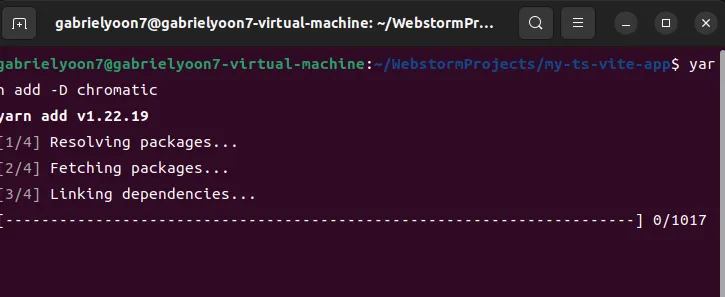 gabrielyoon7@gabrielyoon7-virtual-machine: ~/WebstormPr...
gabrielyoon7@gabrielyoon7-virtual-machine:~/WebstormProjects/my-ts-vite-app$ yar
n add -D chromatic
yarn add v1.22.19
[1/4] Resolving packages...
[2/4] Fetching packages...
[3/4] Linking dependencies...
[-----------------------------------------------------------------------] 0/1017